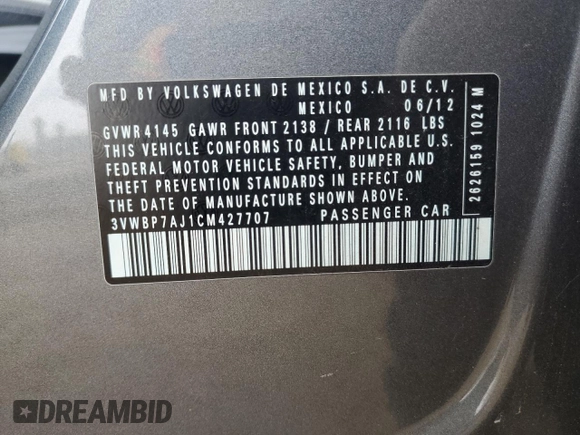 MFD BY VOLKSWAGEN DE MEXICO S.A. DE C.V.
MEXICO 06/12
GVWR 4145 GAWR FRONT 2138 / REAR 2116 LBS
THIS VEHICLE CONFORMS TO ALL APPLICABLE U.S.
FEDERAL MOTOR VEHICLE SAFETY, BUMPER AND
THEFT PREVENTION STANDARDS IN EFFECT ON
THE DATE OF MANUFACTURE SHOWN ABOVE.
3VWBP7AJ1CM427707 PASSENGER CAR
2626159 1024 M
DREAMBID